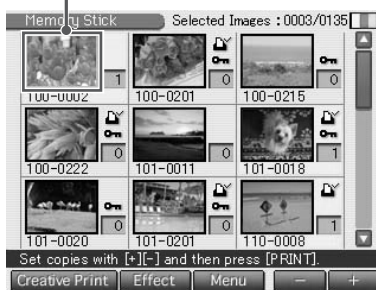 Memory Stick Selected Images :0003/0135
1 0 0
100-0002 100-0201 100-0215
0 0 1
100-0222 101-0011 101-0018
0 0 1
101-0020 101-0201 110-0008
Set copies with [+][-] and then press [PRINT].
Creative Print Effect Menu - +